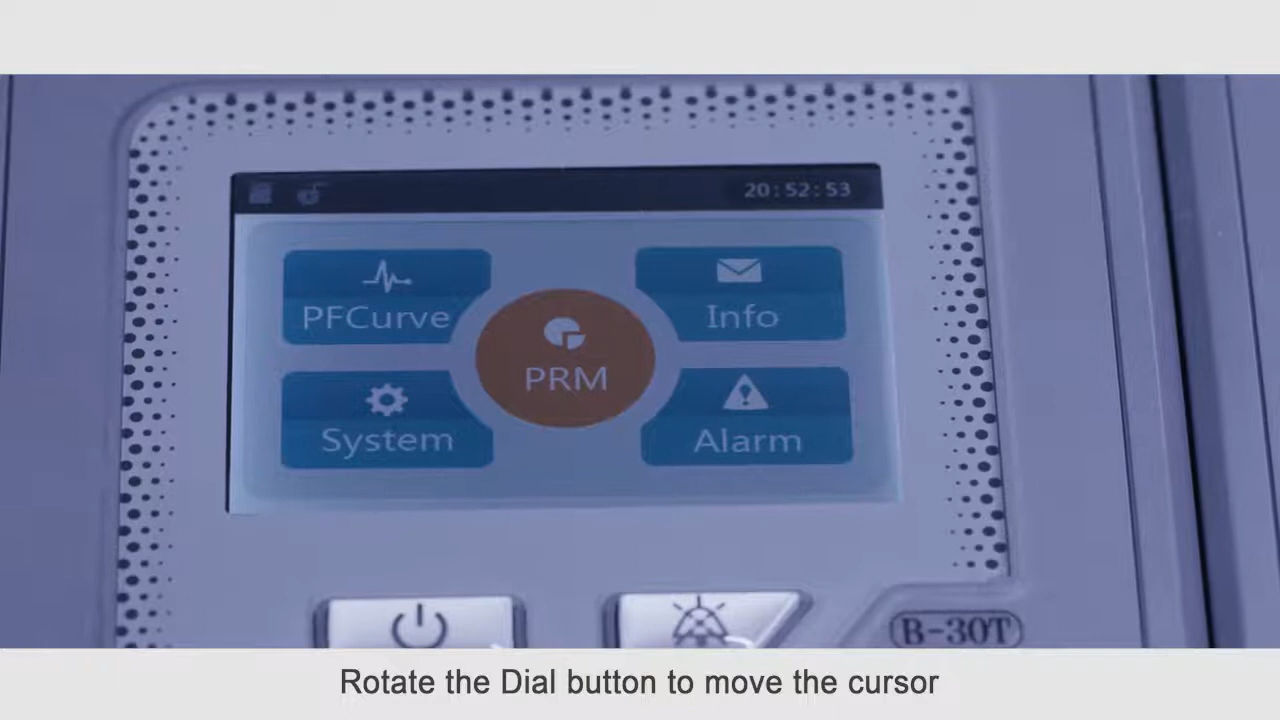 20:52:53
PFCurve
Info
PRM
System
Alarm
B-30T
Rotate the Dial button to move the cursor